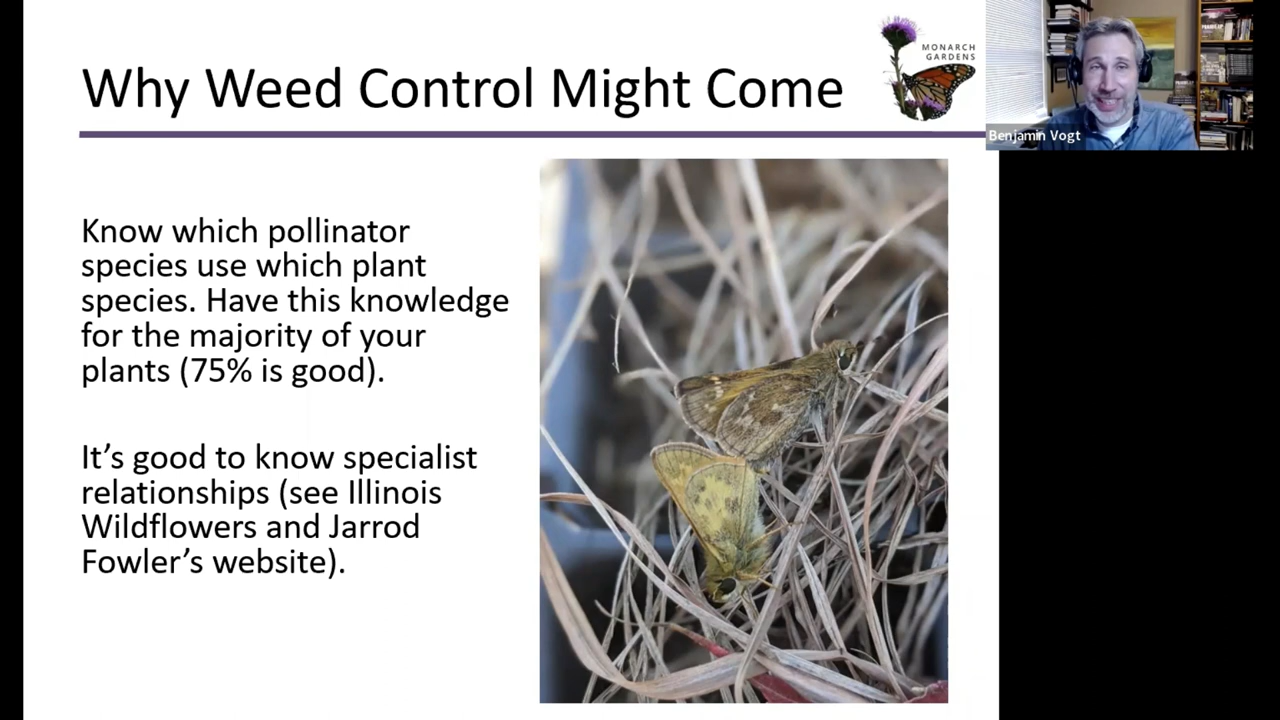 Why Weed Control Might Come
MONARCH
GARDENS
Benjamin Vogt
Know which pollinator
species use which plant
species. Have this knowledge
for the majority of your
plants (75% is good).
It’s good to know specialist
relationships (see Illinois
Wildflowers and Jarrod
Fowler’s website).